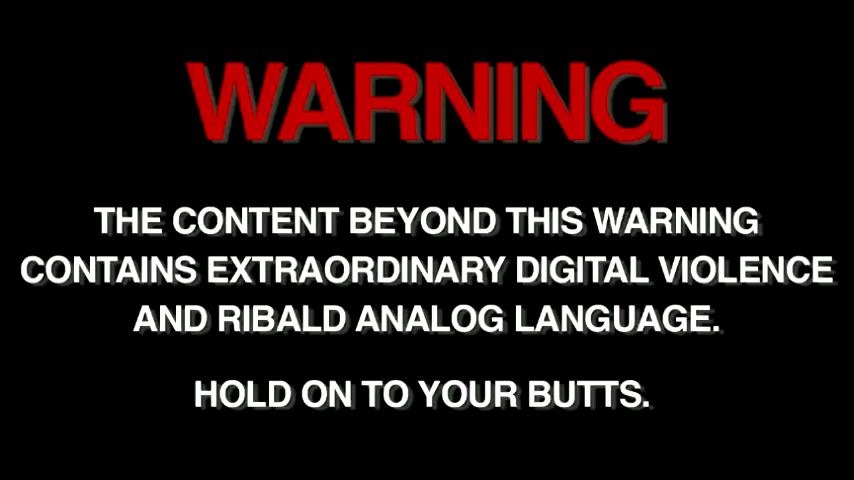 WARNING
THE CONTENT BEYOND THIS WARNING
CONTAINS EXTRAORDINARY DIGITAL VIOLENCE
AND RIBALD ANALOG LANGUAGE.
HOLD ON TO YOUR BUTTS.